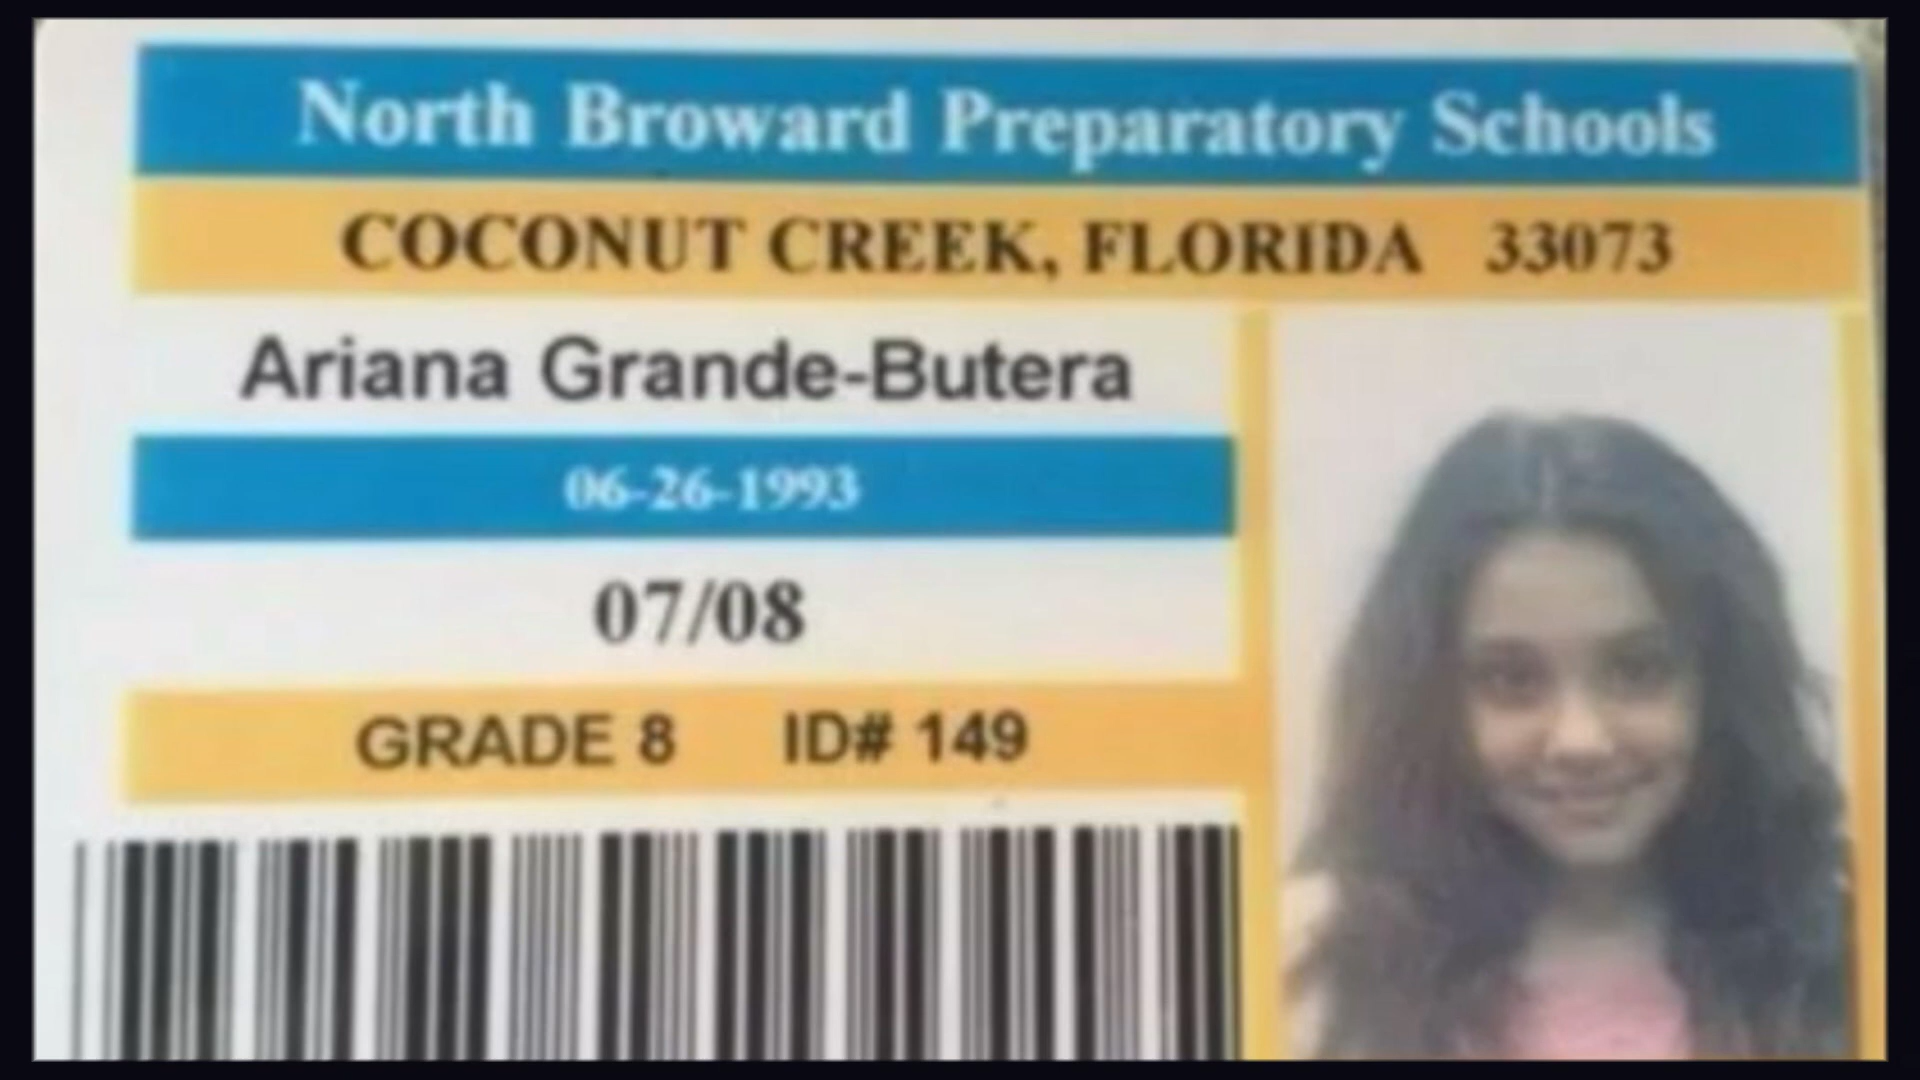 North Broward Preparatory Schools
COCONUT CREEK, FLORIDA 33073
Ariana Grande-Butera
06-26-1993
07/08
GRADE 8 ID# 149